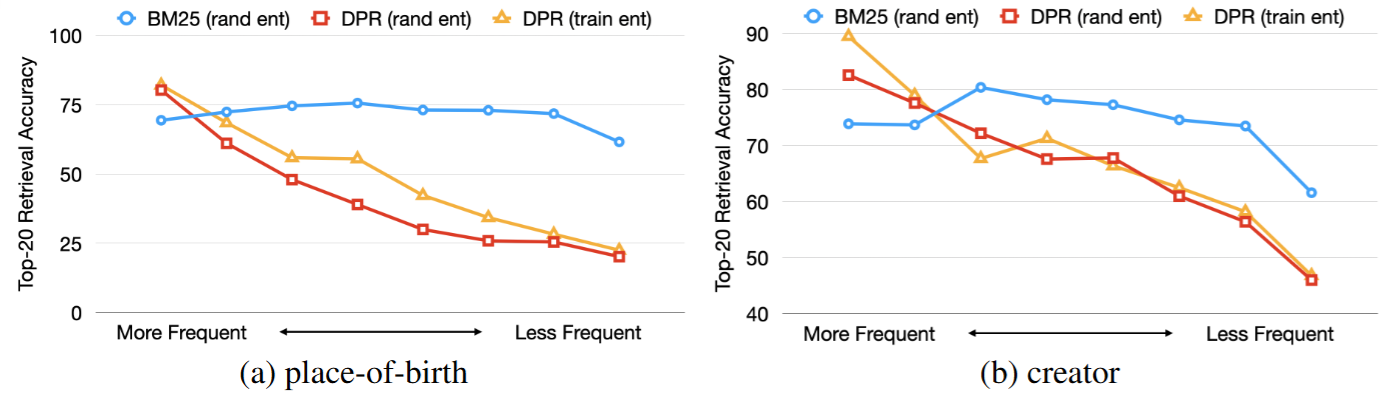 BM25 (rand ent) DPR (rand ent) DPR (train ent)
Top-20 Retrieval Accuracy
100
75
50
25
0
More Frequent Less Frequent
(a) place-of-birth
BM25 (rand ent) DPR (rand ent) DPR (train ent)
Top-20 Retrieval Accuracy
90
80
70
60
50
40
More Frequent Less Frequent
(b) creator